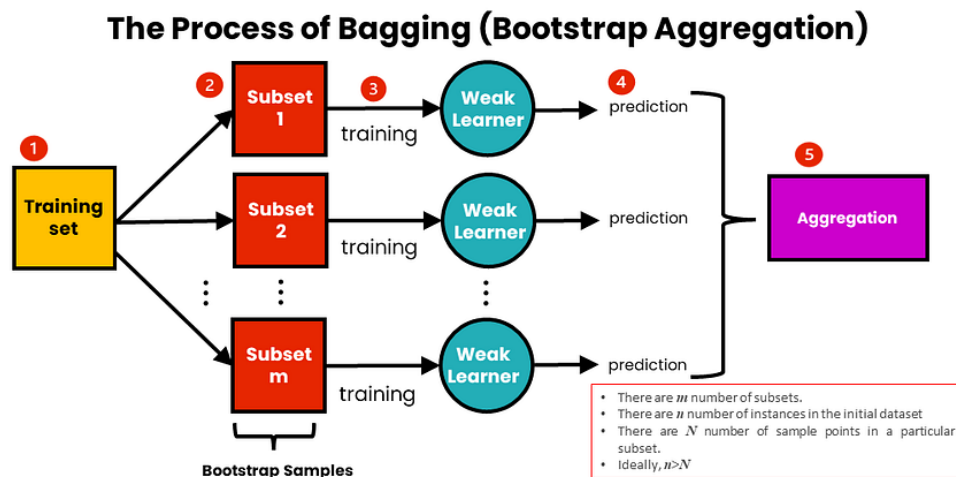 The Process of Bagging (Bootstrap Aggregation)
1
Training
set
2
Subset
1
3
training
Weak
Learner
4
prediction
Subset
2
training
Weak
Learner
prediction
Subset
m
training
Weak
Learner
prediction
Bootstrap Samples
5
Aggregation
• There are m number of subsets.
• There are n number of instances in the initial dataset
• There are N number of sample points in a particular
subset.
• Ideally, n>N